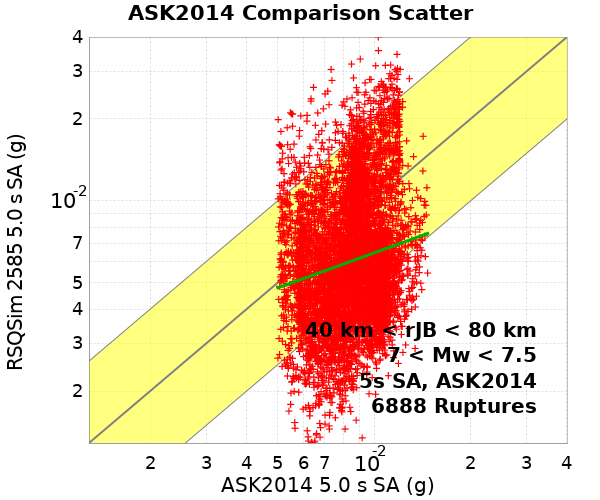 ASK2014 Comparison Scatter
RSQSim 2585 5.0 s SA (g)
4
3
2
10-2
7
5
4
3
2
40 km < rJB < 80 km
7 < Mw < 7.5
5s SA, ASK2014
6888 Ruptures
2 3 4 5 6 7 10-2 2 3 4
ASK2014 5.0 s SA (g)